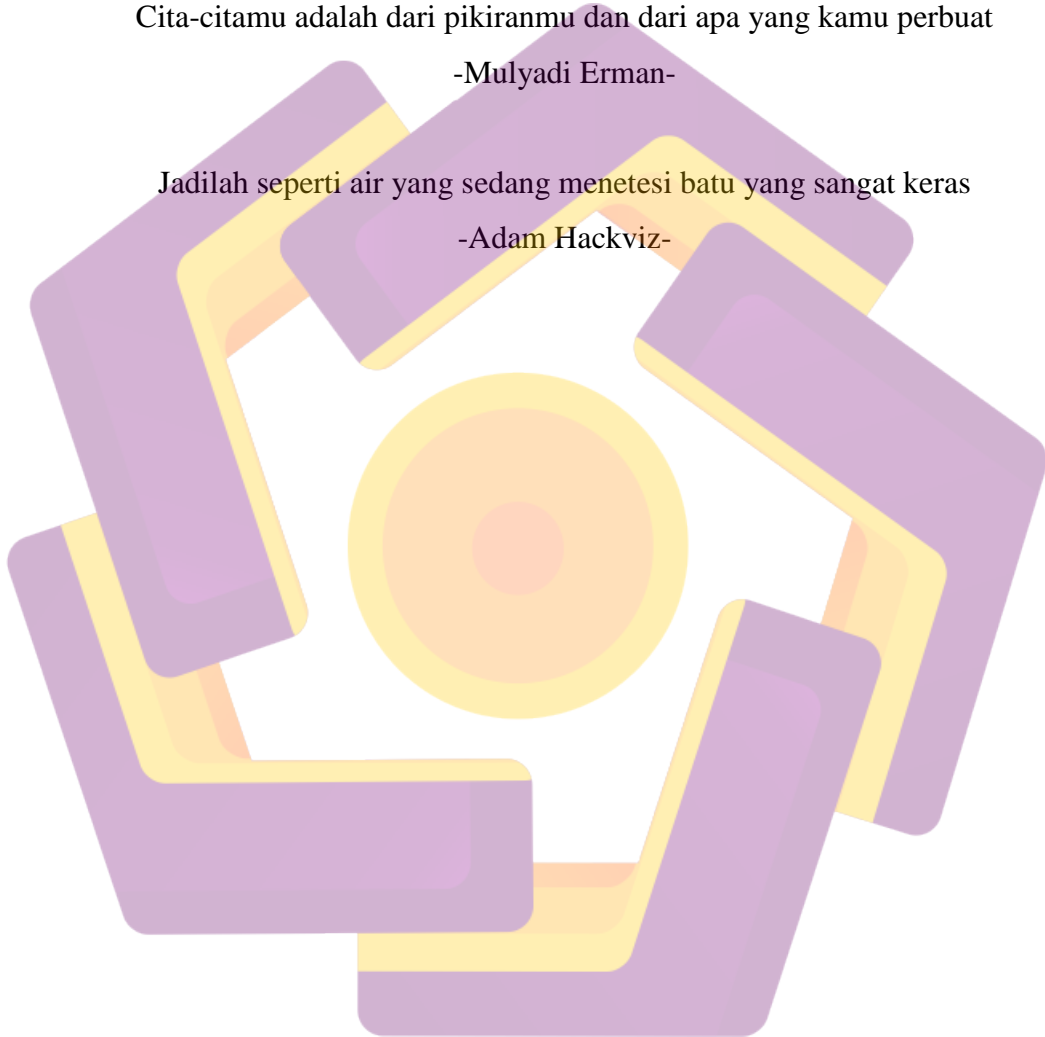 Cita-citamu adalah dari pikiranmu dan dari apa yang kamu perbuat
-Mulyadi Erman-
Jadilah seperti air yang sedang menetesi batu yang sangat keras
-Adam Hackviz-